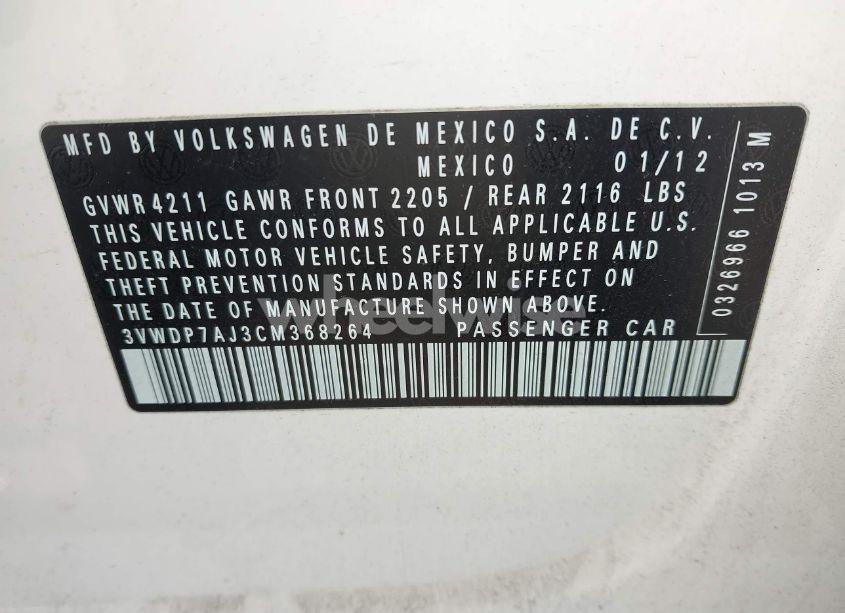 MFD BY VOLKSWAGEN DE MEXICO S.A. DE C.V.
MEXICO 01/12
GVWR 4211 GAWR FRONT 2205 / REAR 2116 LBS
THIS VEHICLE CONFORMS TO ALL APPLICABLE U.S.
FEDERAL MOTOR VEHICLE SAFETY, BUMPER AND
THEFT PREVENTION STANDARDS IN EFFECT ON
THE DATE OF MANUFACTURE SHOWN ABOVE.
3VWDP7AJ3CM368264 PASSENGER CAR
0326966 1013 M
wheelwise